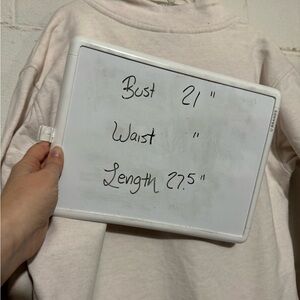 Bust 21"
Waist "
Length 27.5"